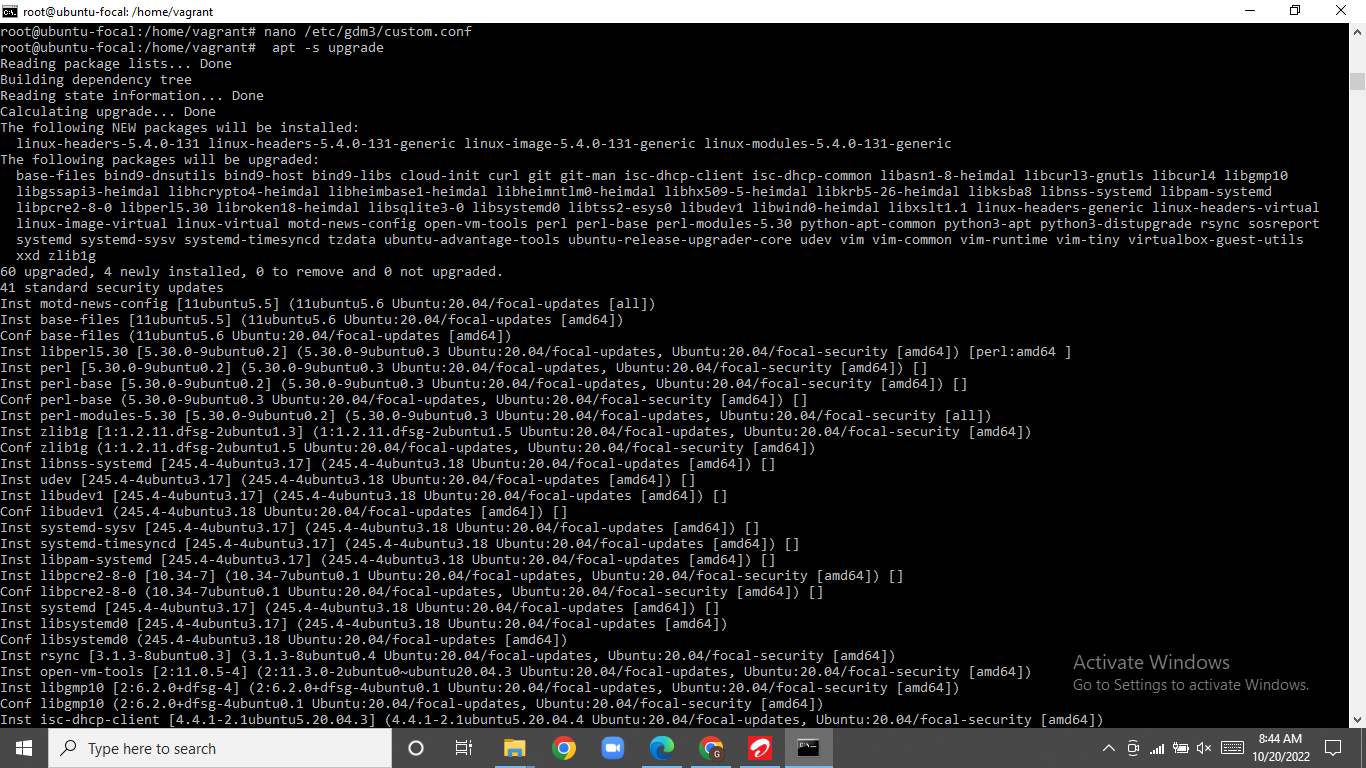 root@ubuntu-focal: /home/vagrant
root@ubuntu-focal:/home/vagrant# nano /etc/gdm3/custom.conf
root@ubuntu-focal:/home/vagrant#  apt -s upgrade
Reading package lists... Done
Building dependency tree
Reading state information... Done
Calculating upgrade... Done
The following NEW packages will be installed:
  linux-headers-5.4.0-131 linux-headers-5.4.0-131-generic linux-image-5.4.0-131-generic linux-modules-5.4.0-131-generic
The following packages will be upgraded:
  base-files bind9-dnsutils bind9-host bind9-libs cloud-init curl git git-man isc-dhcp-client isc-dhcp-common libasn1-8-heimdal libcurl3-gnutls libcurl4 libgmp10
  libgssapi3-heimdal libhcrypto4-heimdal libheimbase1-heimdal libheimntlm0-heimdal libhx509-5-heimdal libkrb5-26-heimdal libksba8 libnss-systemd libpam-systemd
  libpcre2-8-0 libperl5.30 libroken18-heimdal libsqlite3-0 libsystemd0 libtss2-esys0 libudev1 libwind0-heimdal libxslt1.1 linux-headers-generic linux-headers-virtual
  linux-image-virtual linux-virtual motd-news-config open-vm-tools perl perl-base perl-modules-5.30 python-apt-common python3-apt python3-distupgrade rsync sosreport
  systemd systemd-sysv systemd-timesyncd tzdata ubuntu-advantage-tools ubuntu-release-upgrader-core udev vim vim-common vim-runtime vim-tiny virtualbox-guest-utils
  xxd zlib1g
60 upgraded, 4 newly installed, 0 to remove and 0 not upgraded.
41 standard security updates
Inst motd-news-config [11ubuntu5.5] (11ubuntu5.6 Ubuntu:20.04/focal-updates [all])
Inst base-files [11ubuntu5.5] (11ubuntu5.6 Ubuntu:20.04/focal-updates [amd64])
Conf base-files (11ubuntu5.6 Ubuntu:20.04/focal-updates [amd64])
Inst libperl5.30 [5.30.0-9ubuntu0.2] (5.30.0-9ubuntu0.3 Ubuntu:20.04/focal-updates, Ubuntu:20.04/focal-security [amd64]) [perl:amd64 ]
Inst perl [5.30.0-9ubuntu0.2] (5.30.0-9ubuntu0.3 Ubuntu:20.04/focal-updates, Ubuntu:20.04/focal-security [amd64]) []
Inst perl-base [5.30.0-9ubuntu0.2] (5.30.0-9ubuntu0.3 Ubuntu:20.04/focal-updates, Ubuntu:20.04/focal-security [amd64]) []
Conf perl-base (5.30.0-9ubuntu0.3 Ubuntu:20.04/focal-updates, Ubuntu:20.04/focal-security [amd64]) []
Inst perl-modules-5.30 [5.30.0-9ubuntu0.2] (5.30.0-9ubuntu0.3 Ubuntu:20.04/focal-updates, Ubuntu:20.04/focal-security [all])
Inst zlib1g [1:1.2.11.dfsg-2ubuntu1.3] (1:1.2.11.dfsg-2ubuntu1.5 Ubuntu:20.04/focal-updates, Ubuntu:20.04/focal-security [amd64])
Conf zlib1g (1:1.2.11.dfsg-2ubuntu1.5 Ubuntu:20.04/focal-updates, Ubuntu:20.04/focal-security [amd64])
Inst libnss-systemd [245.4-4ubuntu3.17] (245.4-4ubuntu3.18 Ubuntu:20.04/focal-updates [amd64]) []
Inst udev [245.4-4ubuntu3.17] (245.4-4ubuntu3.18 Ubuntu:20.04/focal-updates [amd64]) []
Inst libudev1 [245.4-4ubuntu3.17] (245.4-4ubuntu3.18 Ubuntu:20.04/focal-updates [amd64]) []
Conf libudev1 (245.4-4ubuntu3.18 Ubuntu:20.04/focal-updates [amd64]) []
Inst systemd-sysv [245.4-4ubuntu3.17] (245.4-4ubuntu3.18 Ubuntu:20.04/focal-updates [amd64]) []
Inst systemd-timesyncd [245.4-4ubuntu3.17] (245.4-4ubuntu3.18 Ubuntu:20.04/focal-updates [amd64]) []
Inst libpam-systemd [245.4-4ubuntu3.17] (245.4-4ubuntu3.18 Ubuntu:20.04/focal-updates [amd64]) []
Inst libpcre2-8-0 [10.34-7] (10.34-7ubuntu0.1 Ubuntu:20.04/focal-updates, Ubuntu:20.04/focal-security [amd64]) []
Conf libpcre2-8-0 (10.34-7ubuntu0.1 Ubuntu:20.04/focal-updates, Ubuntu:20.04/focal-security [amd64]) []
Inst systemd [245.4-4ubuntu3.17] (245.4-4ubuntu3.18 Ubuntu:20.04/focal-updates [amd64]) []
Inst libsystemd0 [245.4-4ubuntu3.17] (245.4-4ubuntu3.18 Ubuntu:20.04/focal-updates [amd64])
Conf libsystemd0 (245.4-4ubuntu3.18 Ubuntu:20.04/focal-updates [amd64])
Inst rsync [3.1.3-8ubuntu0.3] (3.1.3-8ubuntu0.4 Ubuntu:20.04/focal-updates, Ubuntu:20.04/focal-security [amd64])
Inst open-vm-tools [2:11.0.5-4] (2:11.3.0-2ubuntu0~ubuntu20.04.3 Ubuntu:20.04/focal-updates, Ubuntu:20.04/focal-security [amd64])
Inst libgmp10 [2:6.2.0+dfsg-4] (2:6.2.0+dfsg-4ubuntu0.1 Ubuntu:20.04/focal-updates, Ubuntu:20.04/focal-security [amd64])
Conf libgmp10 (2:6.2.0+dfsg-4ubuntu0.1 Ubuntu:20.04/focal-updates, Ubuntu:20.04/focal-security [amd64])
Inst isc-dhcp-client [4.4.1-2.1ubuntu5.20.04.3] (4.4.1-2.1ubuntu5.20.04.4 Ubuntu:20.04/focal-updates, Ubuntu:20.04/focal-security [amd64])
Activate Windows
Go to Settings to activate Windows.
Type here to search
8:44 AM
10/20/2022